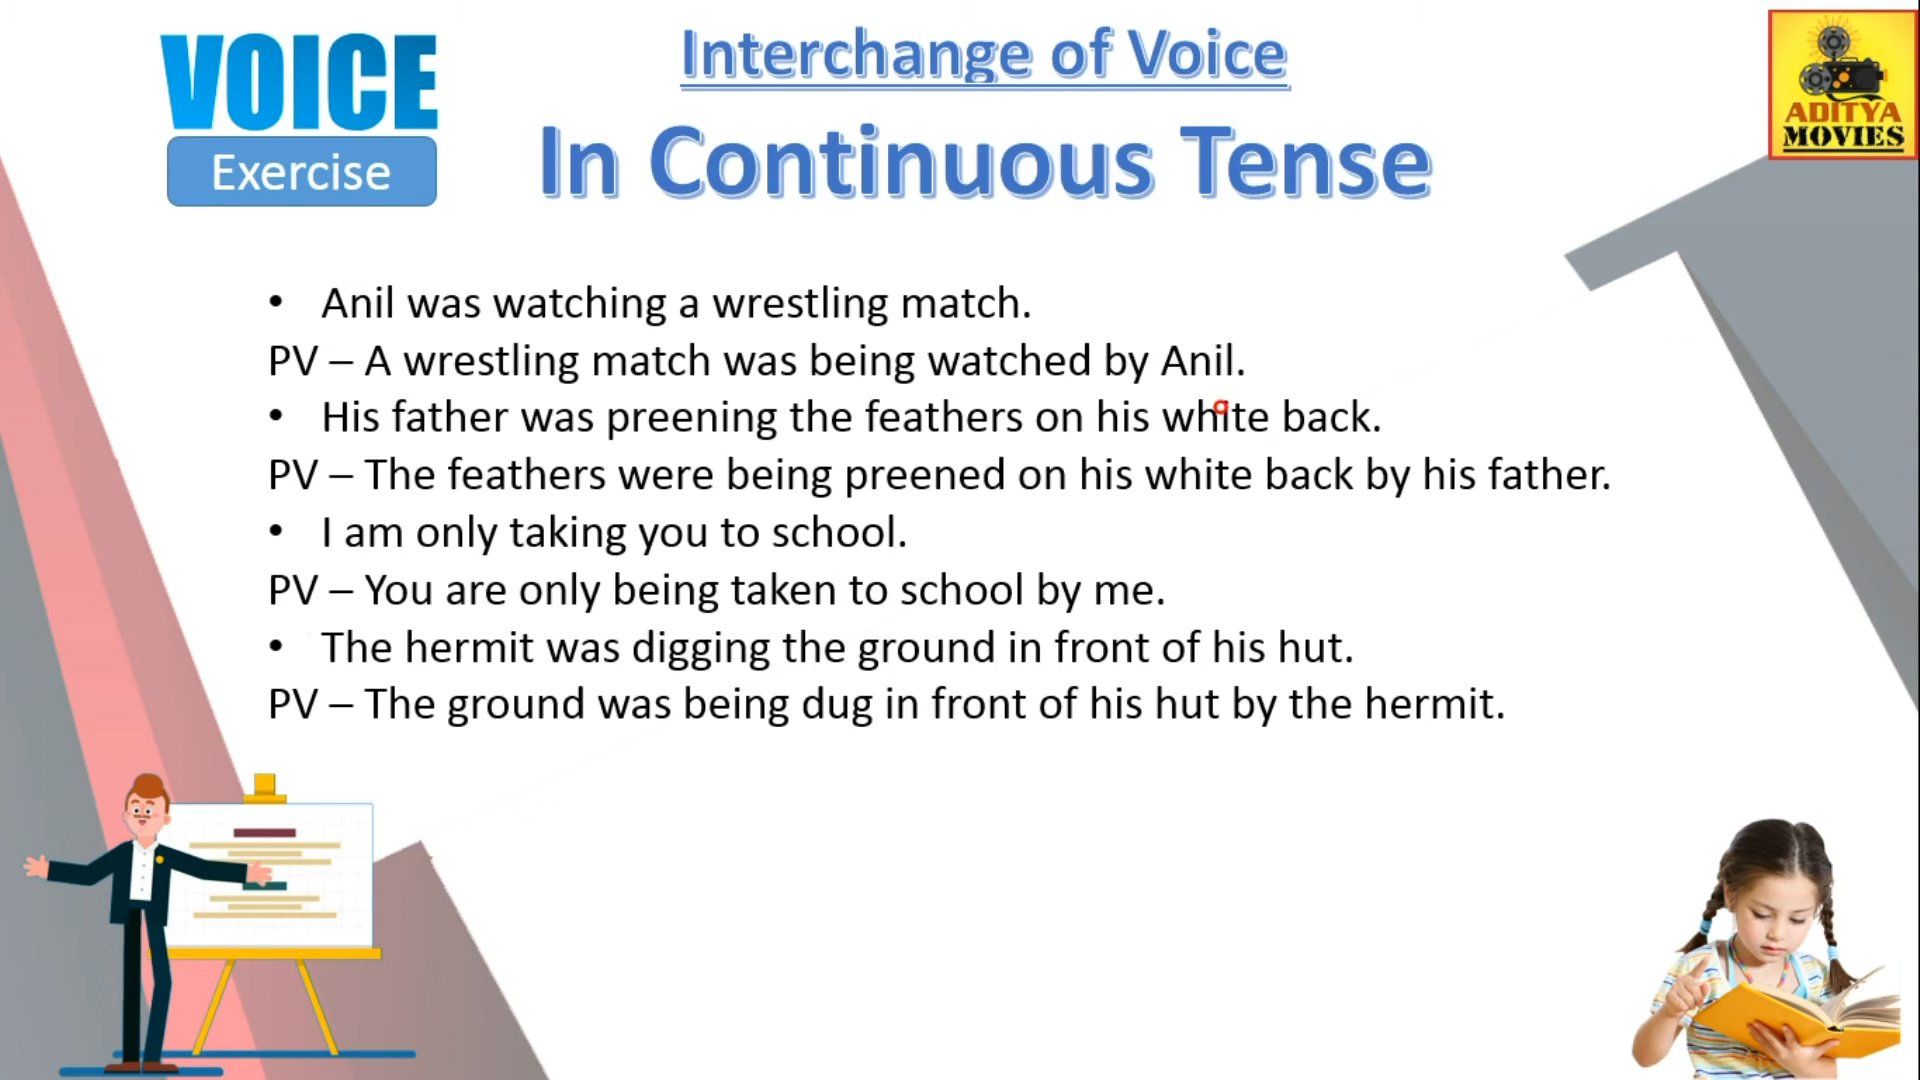 VOICE
Exercise
Interchange of Voice
In Continuous Tense
ADITYA
MOVIES
• Anil was watching a wrestling match.
PV – A wrestling match was being watched by Anil.
• His father was preening the feathers on his white back.
PV – The feathers were being preened on his white back by his father.
• I am only taking you to school.
PV – You are only being taken to school by me.
• The hermit was digging the ground in front of his hut.
PV – The ground was being dug in front of his hut by the hermit.